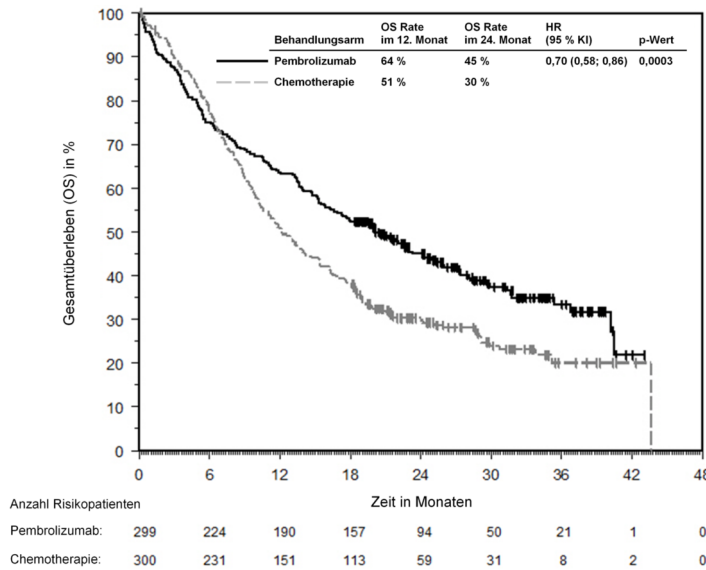 OS Rate OS Rate HR
Behandlungsarm im 12. Monat im 24. Monat (95 % KI) p-Wert
Pembrolizumab 64 % 45 % 0,70 (0,58; 0,86) 0,0003
Chemotherapie 51 % 30 %
Gesamtüberleben (OS) in %
100
90
80
70
60
50
40
30
20
10
0
0 6 12 18 24 30 36 42 48
Zeit in Monaten
Anzahl Risikopatienten
Pembrolizumab: 299 224 190 157 94 50 21 1 0
Chemotherapie: 300 231 151 113 59 31 8 2 0